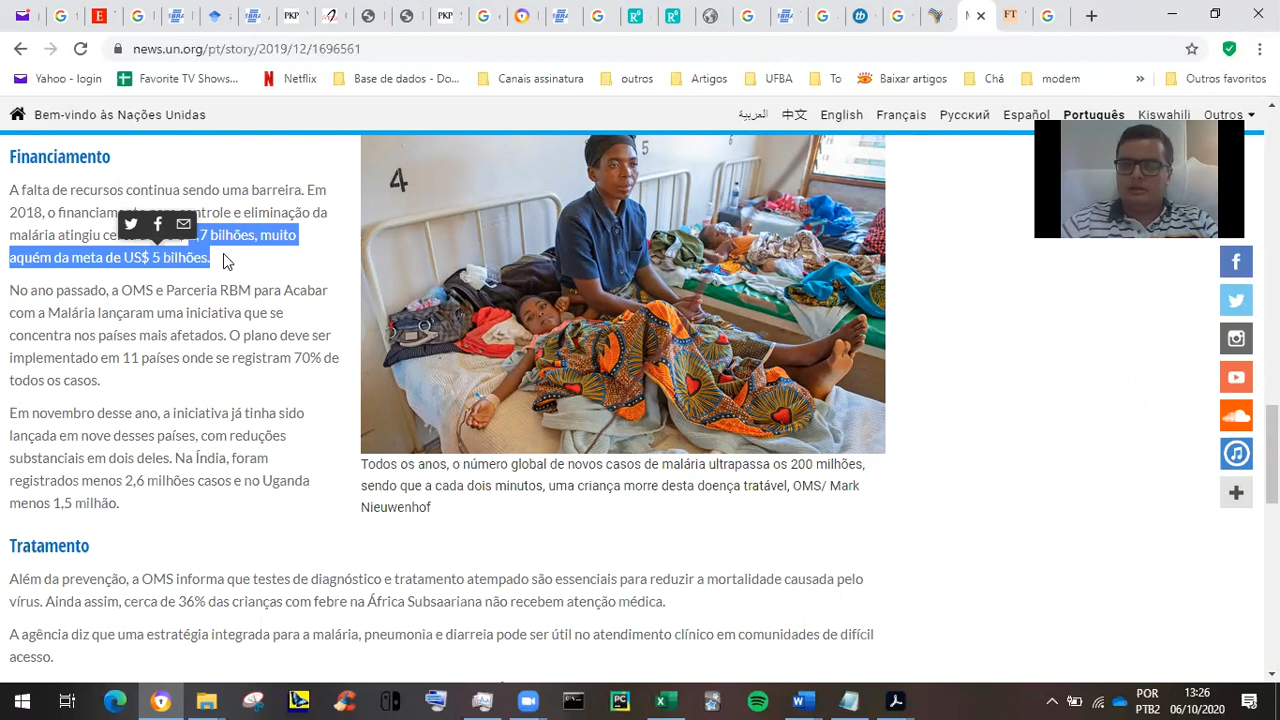 news.un.org/pt/story/2019/12/1696561
Yahoo - login
Favorite TV Shows...
Netflix
Base de dados - Do...
Canais assinatura
outros
Artigos
UFBA
To
Baixar artigos
Chá
modem
Outros favoritos
Bem-vindo às Nações Unidas
العربية
中文
English
Français
Русский
Español
Português
Kiswahili
Outros
Financiamento
A falta de recursos continua sendo uma barreira. Em
2018, o controle e eliminação da
malária atingiu 7 bilhões, muito
aquém da meta de US$ 5 bilhões.
No ano passado, a OMS e Parceria RBM para Acabar
com a Malária lançaram uma iniciativa que se
concentra nos países mais afetados. O plano deve ser
implementado em 11 países onde se registram 70% de
todos os casos.
Em novembro desse ano, a iniciativa já tinha sido
lançada em nove desses países, com reduções
substanciais em dois deles. Na Índia, foram
registrados menos 2,6 milhões casos e no Uganda
menos 1,5 milhão.
4
5
Todos os anos, o número global de novos casos de malária ultrapassa os 200 milhões,
sendo que a cada dois minutos, uma criança morre desta doença tratável, OMS/ Mark
Nieuwenhof
Tratamento
Além da prevenção, a OMS informa que testes de diagnóstico e tratamento atempado são essenciais para reduzir a mortalidade causada pelo
vírus. Ainda assim, cerca de 36% das crianças com febre na África Subsaariana não recebem atenção médica.
A agência diz que uma estratégia integrada para a malária, pneumonia e diarreia pode ser útil no atendimento clínico em comunidades de difícil
acesso.
POR
PTB2
13:26
06/10/2020